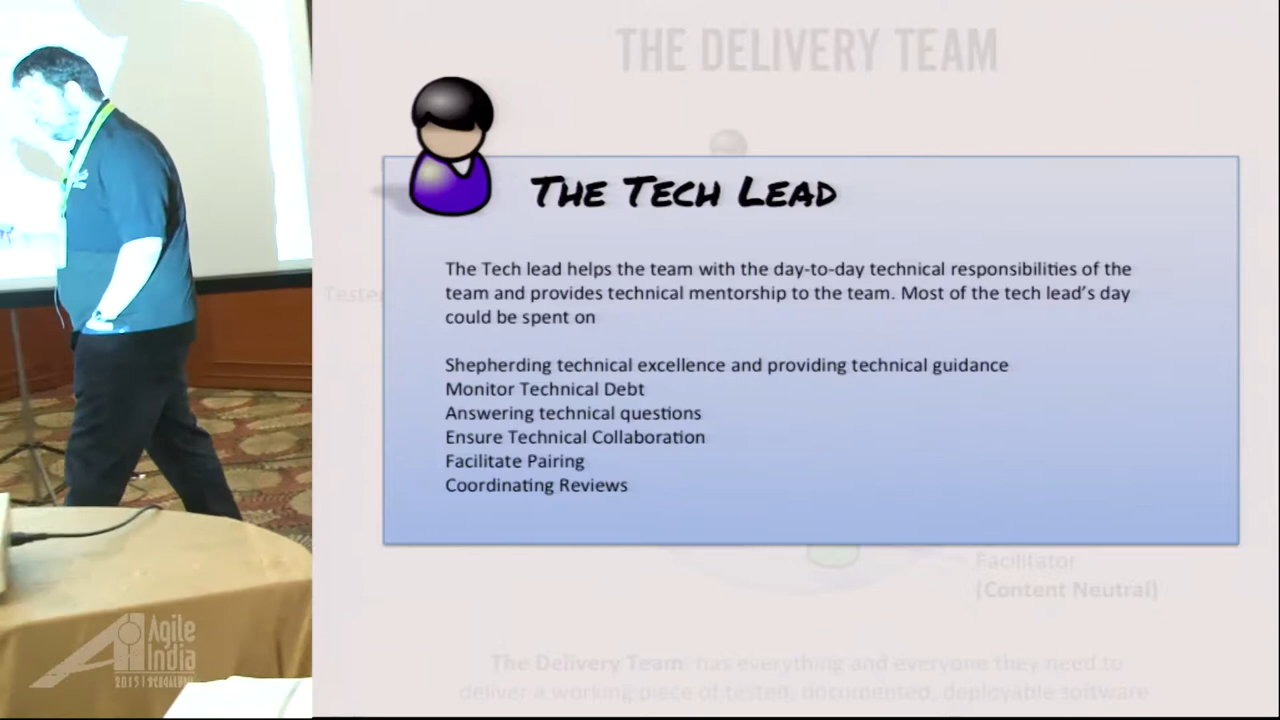 THE DELIVERY TEAM
THE TECH LEAD
The Tech lead helps the team with the day-to-day technical responsibilities of the
team and provides technical mentorship to the team. Most of the tech lead's day
could be spent on
Shepherding technical excellence and providing technical guidance
Monitor Technical Debt
Answering technical questions
Ensure Technical Collaboration
Facilitate Pairing
Coordinating Reviews
Facilitator
(Content Neutral)
The Delivery Team has everything and everyone they need to
deliver a working piece of tested, documented, deployable software
Agile
India
2015 | BENGALURU